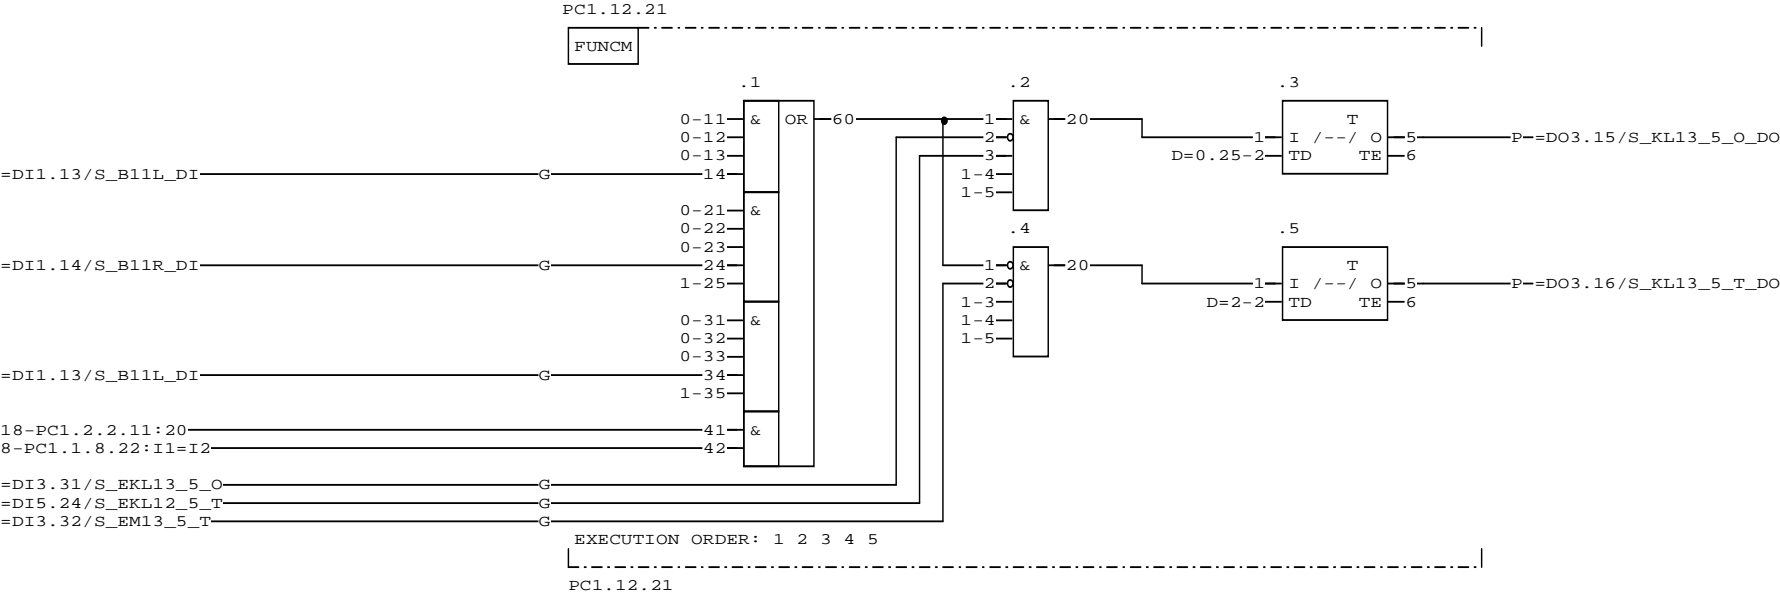 PC1.12.21
FUNCM
.1 .2 .3
0-11 & OR 60 1 & 20 T
0-12 2 1 I /--/ O 5 P-=DO3.15/S_KL13_5_O_DO
0-13 3 D=0.25-2 TD TE 6
=DI1.13/S_B11L_DI G 14 1-4
1-5
0-21 &
0-22 .4 .5
0-23
=DI1.14/S_B11R_DI G 24 1 & 20 T
1-25 2 1 I /--/ O 5 P-=DO3.16/S_KL13_5_T_DO
1-3 D=2-2 TD TE 6
0-31 & 1-4
0-32 1-5
0-33
=DI1.13/S_B11L_DI G 34
1-35
18-PC1.2.2.11:20 41 &
8-PC1.1.8.22:I1=I2 42
=DI3.31/S_EKL13_5_O G
=DI5.24/S_EKL12_5_T G
=DI3.32/S_EM13_5_T G
EXECUTION ORDER: 1 2 3 4 5
PC1.12.21